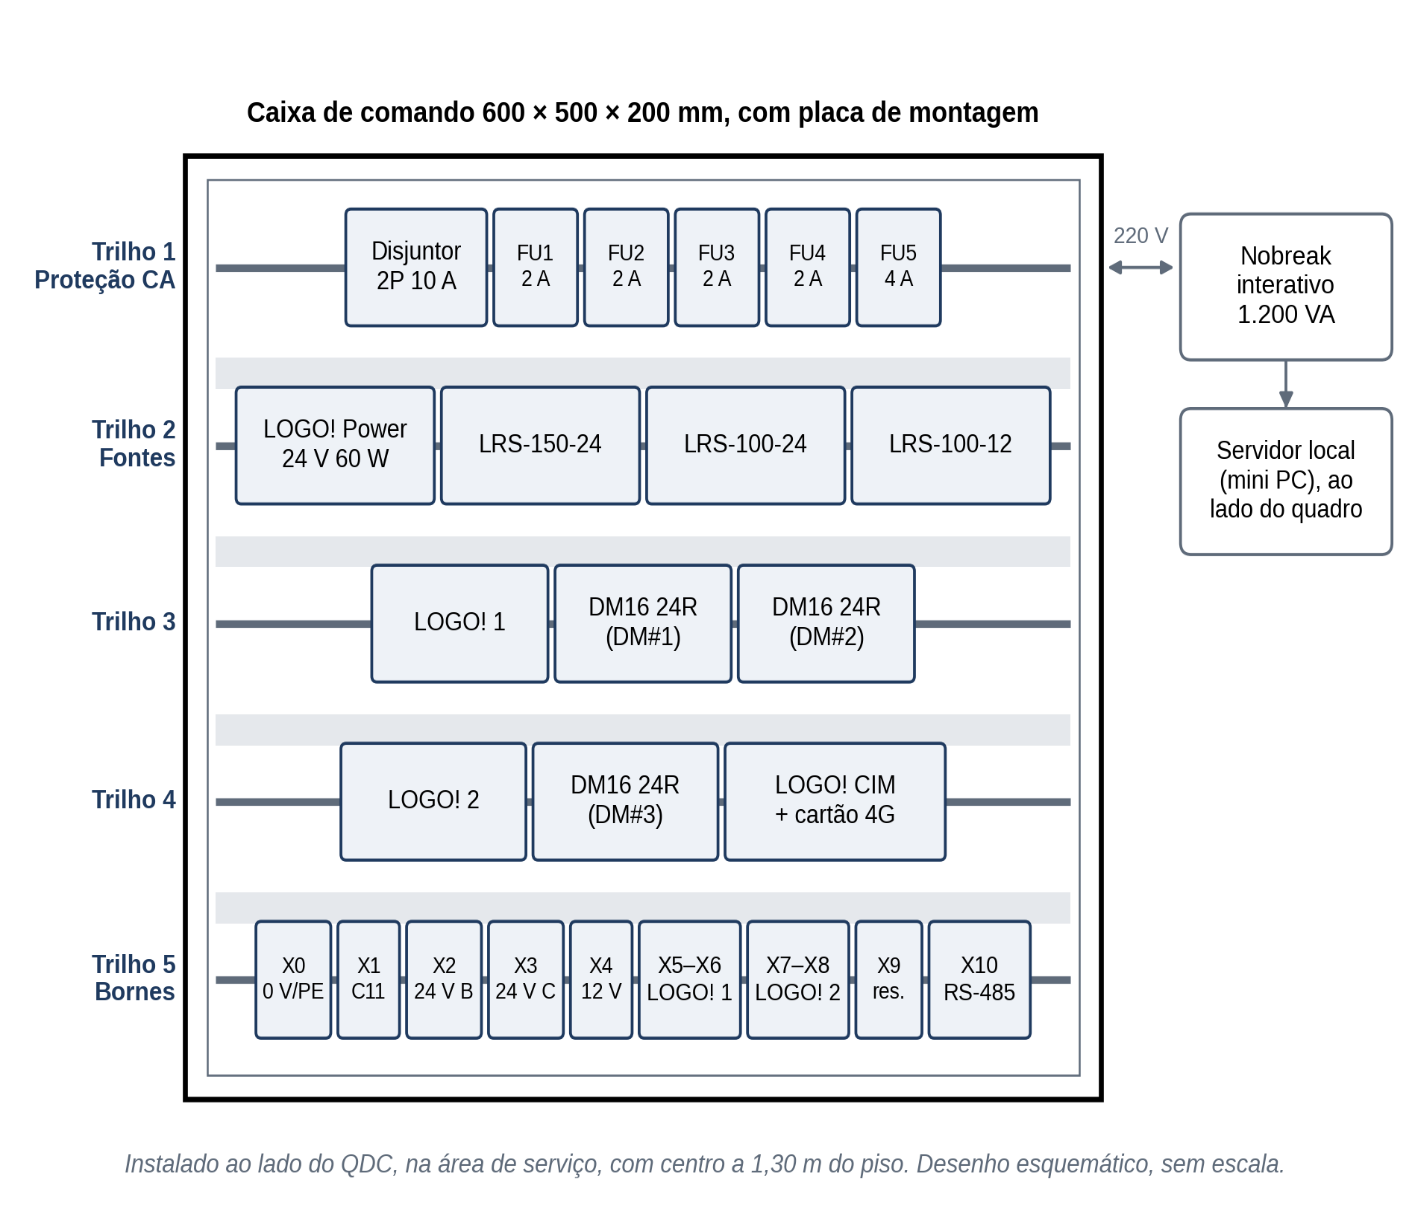 Caixa de comando 600 × 500 × 200 mm, com placa de montagem
Trilho 1
Proteção CA
Disjuntor
2P 10 A
FU1
2 A
FU2
2 A
FU3
2 A
FU4
2 A
FU5
4 A
220 V
Nobreak
interativo
1.200 VA
Trilho 2
Fontes
LOGO! Power
24 V 60 W
LRS-150-24
LRS-100-24
LRS-100-12
Servidor local
(mini PC), ao
lado do quadro
Trilho 3
LOGO! 1
DM16 24R
(DM#1)
DM16 24R
(DM#2)
Trilho 4
LOGO! 2
DM16 24R
(DM#3)
LOGO! CIM
+ cartão 4G
Trilho 5
Bornes
X0
0 V/PE
X1
C11
X2
24 V B
X3
24 V C
X4
12 V
X5–X6
LOGO! 1
X7–X8
LOGO! 2
X9
res.
X10
RS-485
Instalado ao lado do QDC, na área de serviço, com centro a 1,30 m do piso. Desenho esquemático, sem escala.